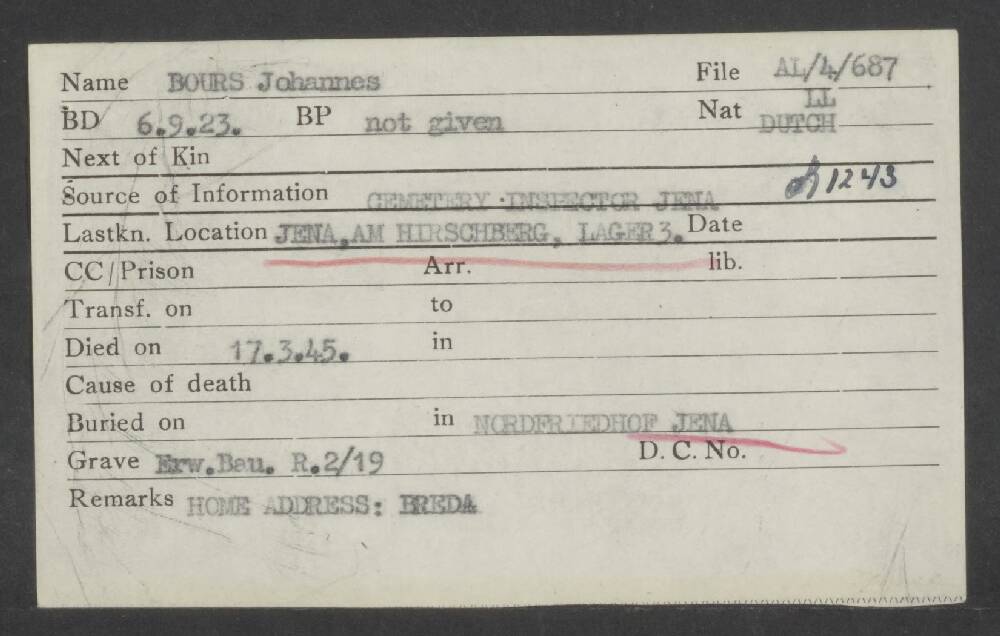 Name BOURS Johannes File AL/4/687
LL
BD 6.9.23. BP not given Nat DUTCH
Next of Kin
Source of Information CEMETERY INSPECTOR JENA 1243
Lastkn. Location JENA, AM HIRSCHBERG, LAGER 3. Date
CC/Prison Arr. lib.
Transf. on to
Died on 17.3.45. in
Cause of death
Buried on in NORDFRIEDHOF JENA
Grave Erw.Bau. R.2/19 D. C. No.
Remarks HOME ADDRESS: BREDA